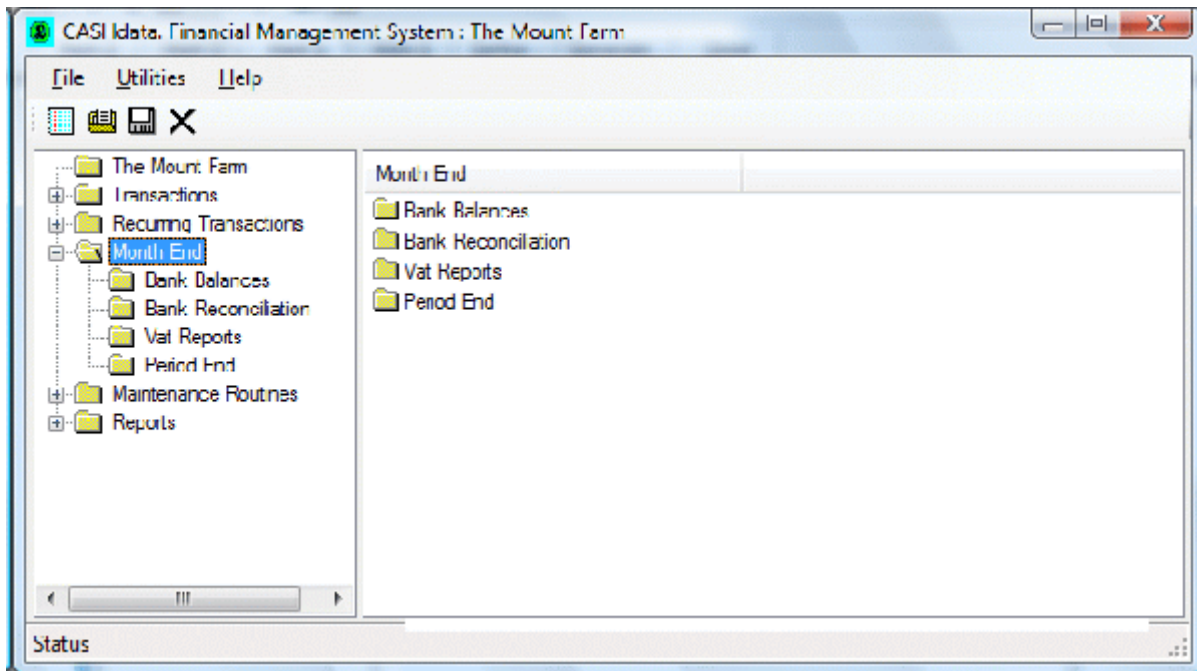 CASHdata. Financial Management System : The Mount Farm
File Utilities Help
The Mount Farm
Transactions
Recurring Transactions
Month End
Bank Balances
Bank Reconciliation
Vat Reports
Period End
Maintenance Routines
Reports
Month End
Bank Balances
Bank Reconciliation
Vat Reports
Period End
Status